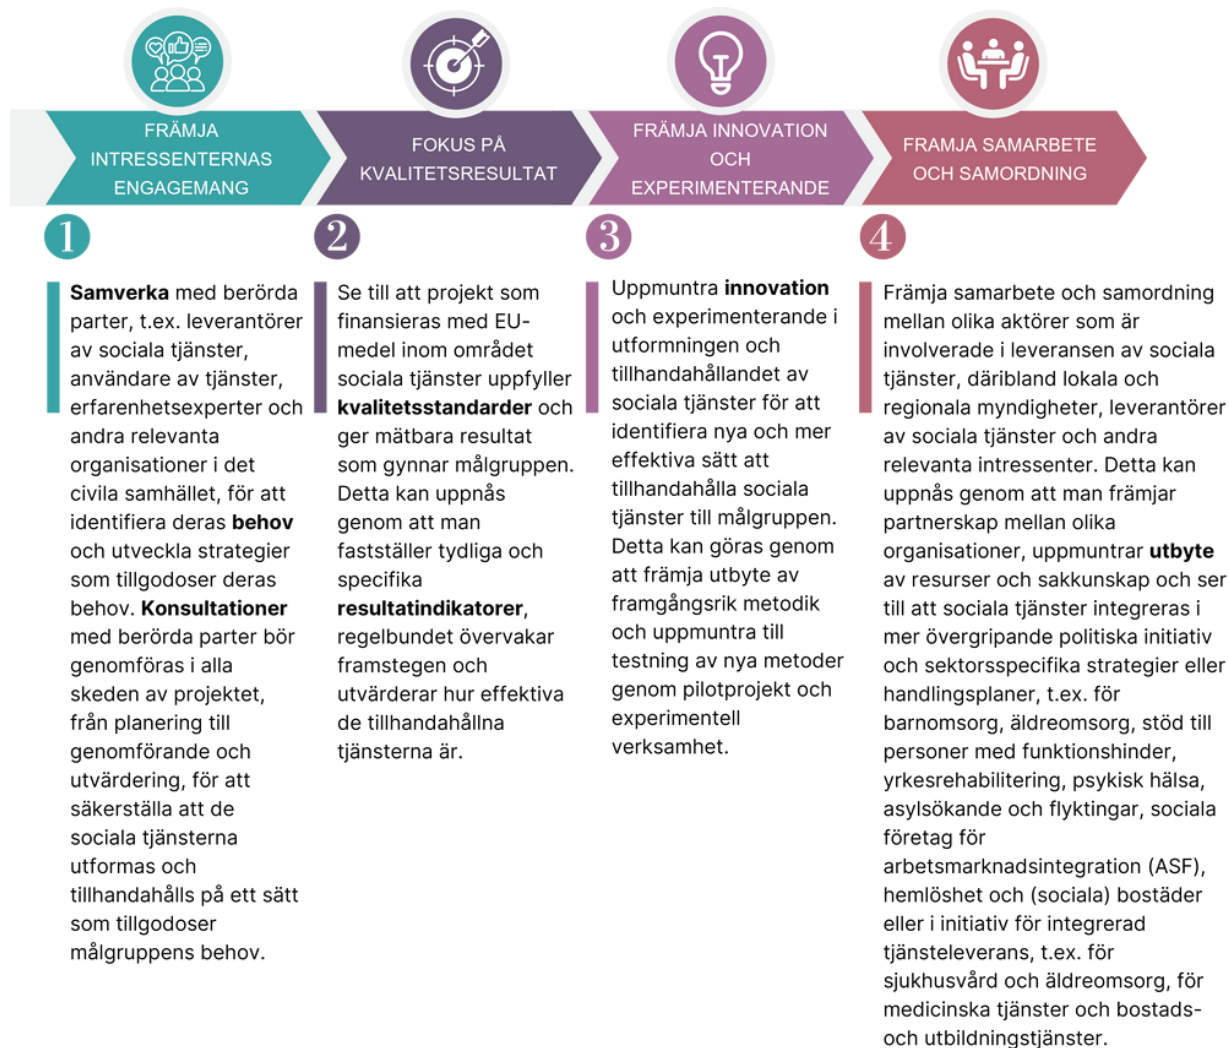 FRÄMJA
INTRESSENTERNAS
ENGAGEMANG
FOKUS PÅ
KVALITETSRESULTAT
FRÄMJA INNOVATION
OCH
EXPERIMENTERANDE
FRAMJA SAMARBETE
OCH SAMORDNING
1
Samverka med berörda
parter, t.ex. leverantörer
av sociala tjänster,
användare av tjänster,
erfarenhetsexperter och
andra relevanta
organisationer i det
civila samhället, för att
identifiera deras behov
och utveckla strategier
som tillgodoser deras
behov. Konsultationer
med berörda parter bör
genomföras i alla
skeden av projektet,
från planering till
genomförande och
utvärdering, för att
säkerställa att de
sociala tjänsterna
utformas och
tillhandahålls på ett sätt
som tillgodoser
målgruppens behov.
2
Se till att projekt som
finansieras med EU-
medel inom området
sociala tjänster uppfyller
kvalitetsstandarder och
ger mätbara resultat
som gynnar målgruppen.
Detta kan uppnås
genom att man
fastställer tydliga och
specifika
resultatindikatorer,
regelbundet övervakar
framstegen och
utvärderar hur effektiva
de tillhandahållna
tjänsterna är.
3
Uppmuntra innovation
och experimenterande i
utformningen och
tillhandahållandet av
sociala tjänster för att
identifiera nya och mer
effektiva sätt att
tillhandahålla sociala
tjänster till målgruppen.
Detta kan göras genom
att främja utbyte av
framgångsrik metodik
och uppmuntra till
testning av nya metoder
genom pilotprojekt och
experimentell
verksamhet.
4
Främja samarbete och samordning
mellan olika aktörer som är
involverade i leveransen av sociala
tjänster, däribland lokala och
regionala myndigheter, leverantörer
av sociala tjänster och andra
relevanta intressenter. Detta kan
uppnås genom att man främjar
partnerskap mellan olika
organisationer, uppmuntrar utbyte
av resurser och sakkunskap och ser
till att sociala tjänster integreras i
mer övergripande politiska initiativ
och sektorsspecifika strategier eller
handlingsplaner, t.ex. för
barnomsorg, äldreomsorg, stöd till
personer med funktionshinder,
yrkesrehabilitering, psykisk hälsa,
asylsökande och flyktingar, sociala
företag för
arbetsmarknadsintegration (ASF),
hemlöshet och (sociala) bostäder
eller i initiativ för integrerad
tjänsteleverans, t.ex. för
sjukhusvård och äldreomsorg, för
medicinska tjänster och bostads-
och utbildningstjänster.